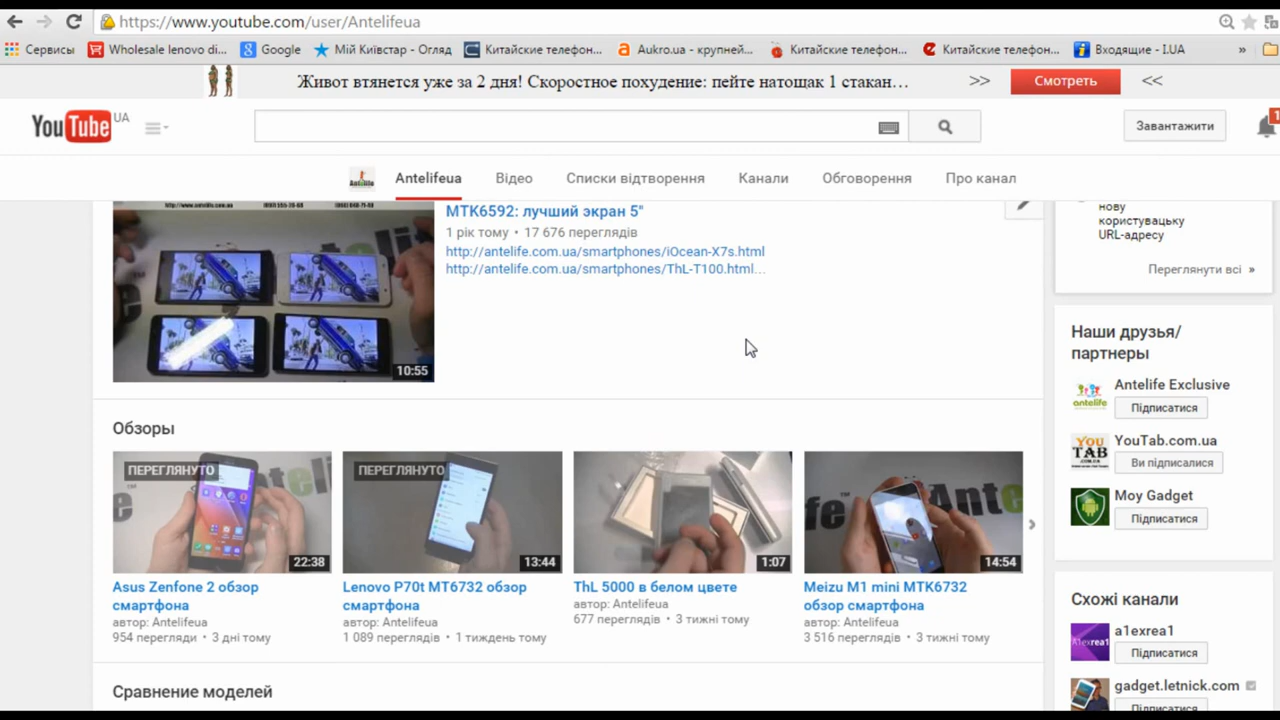 https://www.youtube.com/user/Antelifeua
Сервисы Wholesale lenovo di... Google Мій Київстар - Огляд Китайские телефон... Aukro.ua - крупней... Китайские телефон... Китайские телефон... Входящие - I.UA »
Живот втянется уже за 2 дня! Скоростное похудение: пейте натощак 1 стакан... >> Смотреть <<
YouTube UA
Завантажити
1
Antelifeua Відео Списки відтворення Канали Обговорення Про канал
http://www.antelife.com.ua
MTK6592: лучший экран 5"
1 рік тому • 17 676 переглядів
http://antelife.com.ua/smartphones/iOcean-X7s.html
http://antelife.com.ua/smartphones/ThL-T100.html...
10:55
нову
користувацьку
URL-адресу
Переглянути всі »
Наши друзья/
партнеры
Antelife Exclusive
Підписатися
YouTab.com.ua
Ви підписалися
Moy Gadget
Підписатися
Обзоры
ПЕРЕГЛЯНУТО
22:38
Asus Zenfone 2 обзор
смартфона
автор: Antelifeua
954 перегляди • 3 дні тому
ПЕРЕГЛЯНУТО
13:44
Lenovo P70t MT6732 обзор
смартфона
автор: Antelifeua
1 089 переглядів • 1 тиждень тому
1:07
ThL 5000 в белом цвете
автор: Antelifeua
677 переглядів • 3 тижні тому
14:54
Meizu M1 mini MTK6732
обзор смартфона
автор: Antelifeua
3 516 переглядів • 3 тижні тому
Схожі канали
a1exrea1
Підписатися
gadget.letnick.com
Підписатися
Сравнение моделей